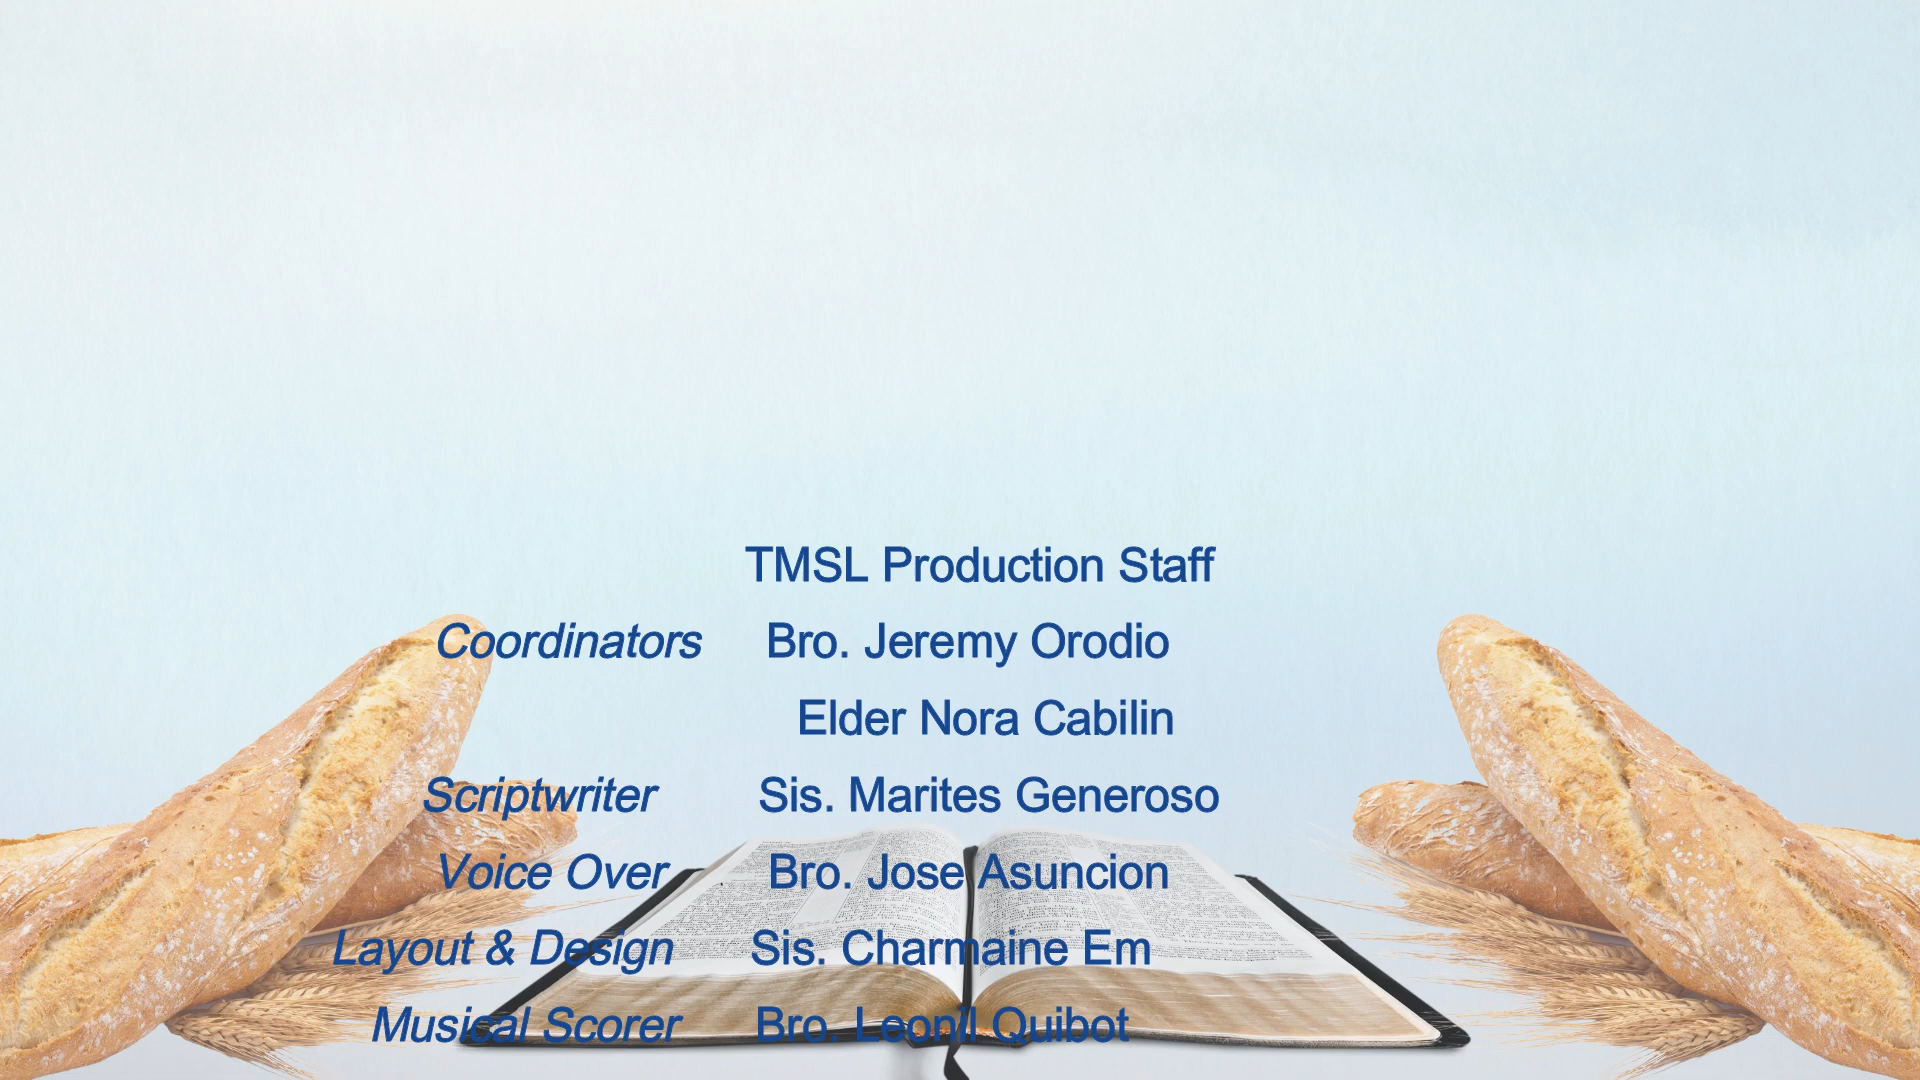 TMSL Production Staff
Coordinators Bro. Jeremy Orodio
Elder Nora Cabilin
Scriptwriter Sis. Marites Generoso
Voice Over Bro. Jose Asuncion
Layout & Design Sis. Charmaine Em
Musical Scorer Bro. Leonil Quibot